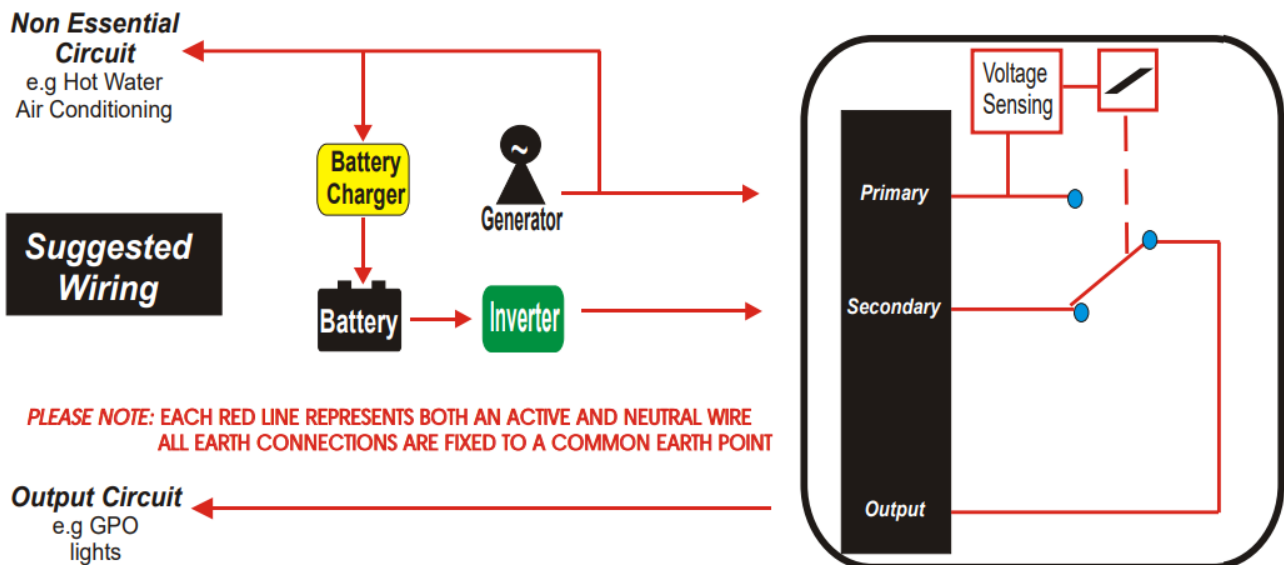 Non Essential
Circuit
e.g Hot Water
Air Conditioning
Battery
Charger
~
Generator
Voltage
Sensing
Primary
Suggested
Wiring
Battery
Inverter
Secondary
PLEASE NOTE: EACH RED LINE REPRESENTS BOTH AN ACTIVE AND NEUTRAL WIRE
ALL EARTH CONNECTIONS ARE FIXED TO A COMMON EARTH POINT
Output Circuit
e.g GPO
lights
Output